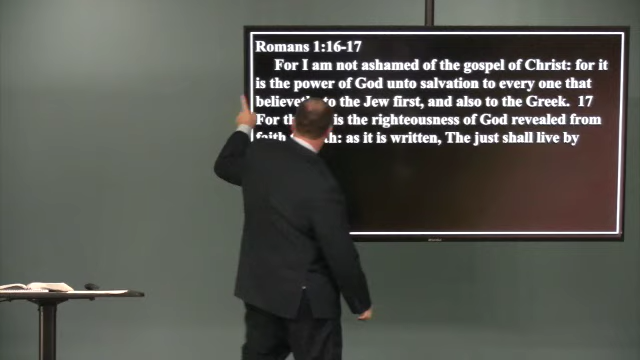 Romans 1:16-17
For I am not ashamed of the gospel of Christ: for it
is the power of God unto salvation to every one that
to the Jew first, and also to the Greek. 17
For is the righteousness of God revealed from
as it is written, The just shall live by